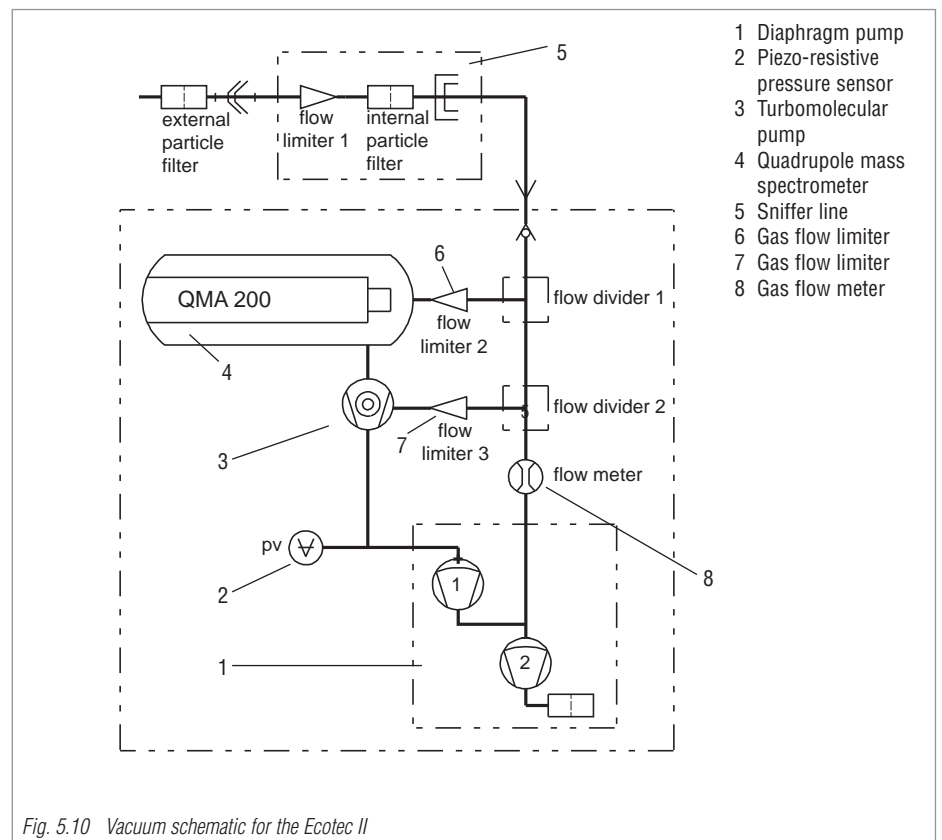 5
external
particle
filter
flow
limiter 1
internal
particle
filter
1 Diaphragm pump
2 Piezo-resistive
pressure sensor
3 Turbomolecular
pump
4 Quadrupole mass
spectrometer
5 Sniffer line
6 Gas flow limiter
7 Gas flow limiter
8 Gas flow meter
6
QMA 200
flow divider 1
flow
limiter 2
4
flow divider 2
5
7
flow
limiter 3
3
flow meter
pv
2
8
1
1
2
Fig. 5.10 Vacuum schematic for the Ecotec II